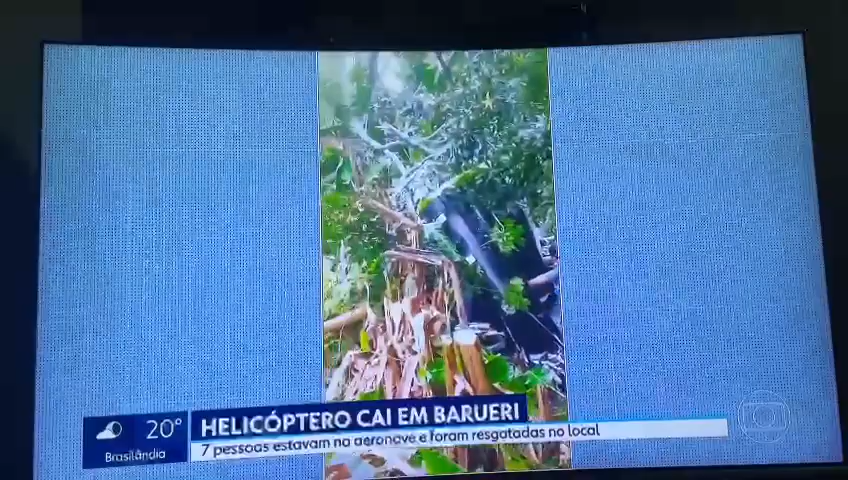 20°
Brasilândia
HELICÓPTERO CAI EM BARUERI
7 pessoas estavam na aeronave e foram resgatadas no local